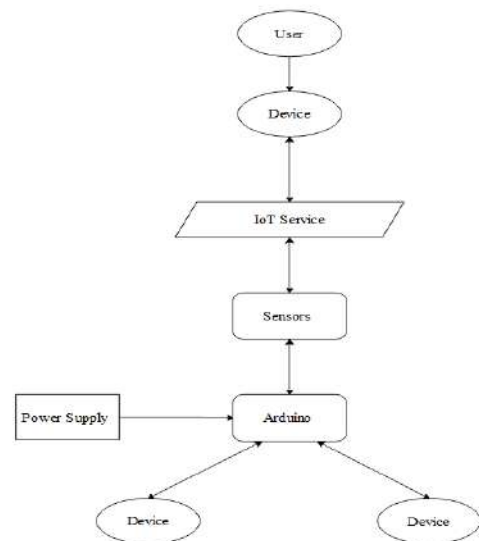 User
Device
IoT Service
Sensors
Power Supply
Arduino
Device
Device